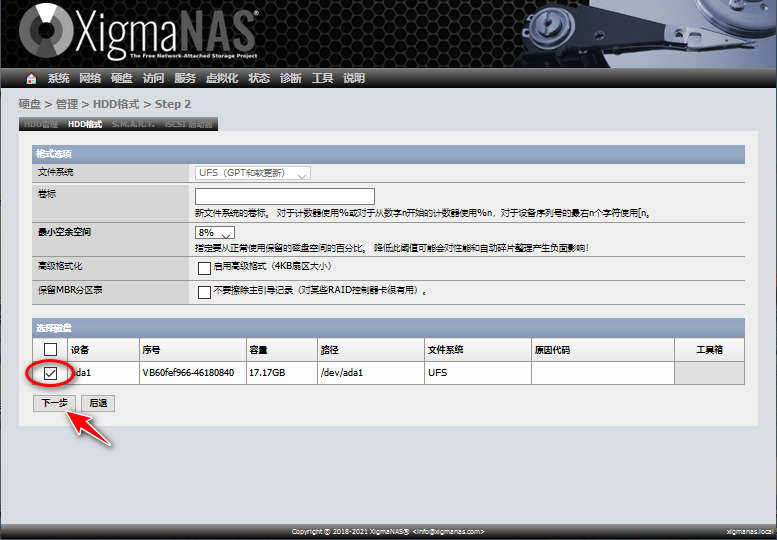 XigmaNAS®
The Free Network-Attached Storage Project
系统 网络 硬盘 访问 服务 虚拟化 状态 诊断 工具 说明
硬盘 > 管理 > HDD格式 > Step 2
HDD管理 HDD格式 S.M.A.R.T. iSCSI 启动器
格式选项
文件系统 UFS（GPT和软更新）
卷标
新文件系统的卷标。 对于计数器使用%或对于从数字n开始的计数器使用%n，对于设备序列号的最右n个字符使用[n。
最小空余空间 8%
指定要从正常使用保留的磁盘空间的百分比。 降低此阈值可能会对性能和自动碎片整理产生负面影响!
高级格式化 启用高级格式（4KB扇区大小）
保留MBR分区表 不要擦除主引导记录（对某些RAID控制器卡很有用）。
选择磁盘
设备 序号 容量 路径 文件系统 原因代码 工具箱
ada1 VB60fef966-46180840 17.17GB /dev/ada1 UFS
下一步 后退
Copyright © 2018-2021 XigmaNAS® <info@xigmanas.com>
xigmanas.local